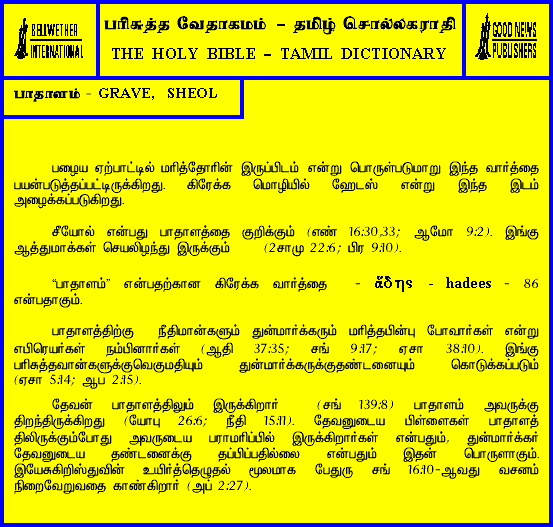 BELLWETHER
INTERNATIONAL
பரிசுத்த வேதாகமம் – தமிழ் சொல்லகராதி
THE HOLY BIBLE – TAMIL DICTIONARY
GOOD NEWS
PUBLISHERS
பாதாளம் - GRAVE, SHEOL
பழைய ஏற்பாட்டில் மரித்தோரின் இருப்பிடம் என்று பொருள்படுமாறு இந்த வார்த்தை
பயன்படுத்தப்பட்டிருக்கிறது. கிரேக்க மொழியில் ஹேடஸ் என்று இந்த இடம்
அழைக்கப்படுகிறது.
சீயோல் என்பது பாதாளத்தை குறிக்கும் (எண் 16:30,33; ஆமோ 9:2). இங்கு
ஆத்துமாக்கள் செயலிழந்து இருக்கும் (2சாமு 22:6; பிர 9:10).
“பாதாளம்” என்பதற்கான கிரேக்க வார்த்தை - ἅδης - hadees - 86
என்பதாகும்.
பாதாளத்திற்கு நீதிமான்களும் துன்மார்க்கரும் மரித்தபின்பு போவார்கள் என்று
எபிரெயர்கள் நம்பினார்கள் (ஆதி 37:35; சங் 9:17; ஏசா 38:10). இங்கு
பரிசுத்தவான்களுக்குவெகுமதியும் துன்மார்க்கருக்குதண்டனையும் கொடுக்கப்படும்
(ஏசா 5:14; ஆப 2:15).
தேவன் பாதாளத்திலும் இருக்கிறார் (சங் 139:8) பாதாளம் அவருக்கு
திறந்திருக்கிறது (யோபு 26:6; நீதி 15:11). தேவனுடைய பிள்ளைகள் பாதாளத்
திலிருக்கும்போது அவருடைய பராமரிப்பில் இருக்கிறார்கள் என்பதும், துன்மார்க்கர்
தேவனுடைய தண்டனைக்கு தப்பிப்பதில்லை என்பதும் இதன் பொருளாகும்.
இயேசுகிறிஸ்துவின் உயிர்த்தெழுதல் மூலமாக பேதுரு சங் 16:10-ஆவது வசனம்
நிறைவேறுவதை காண்கிறார் (அப் 2:27).